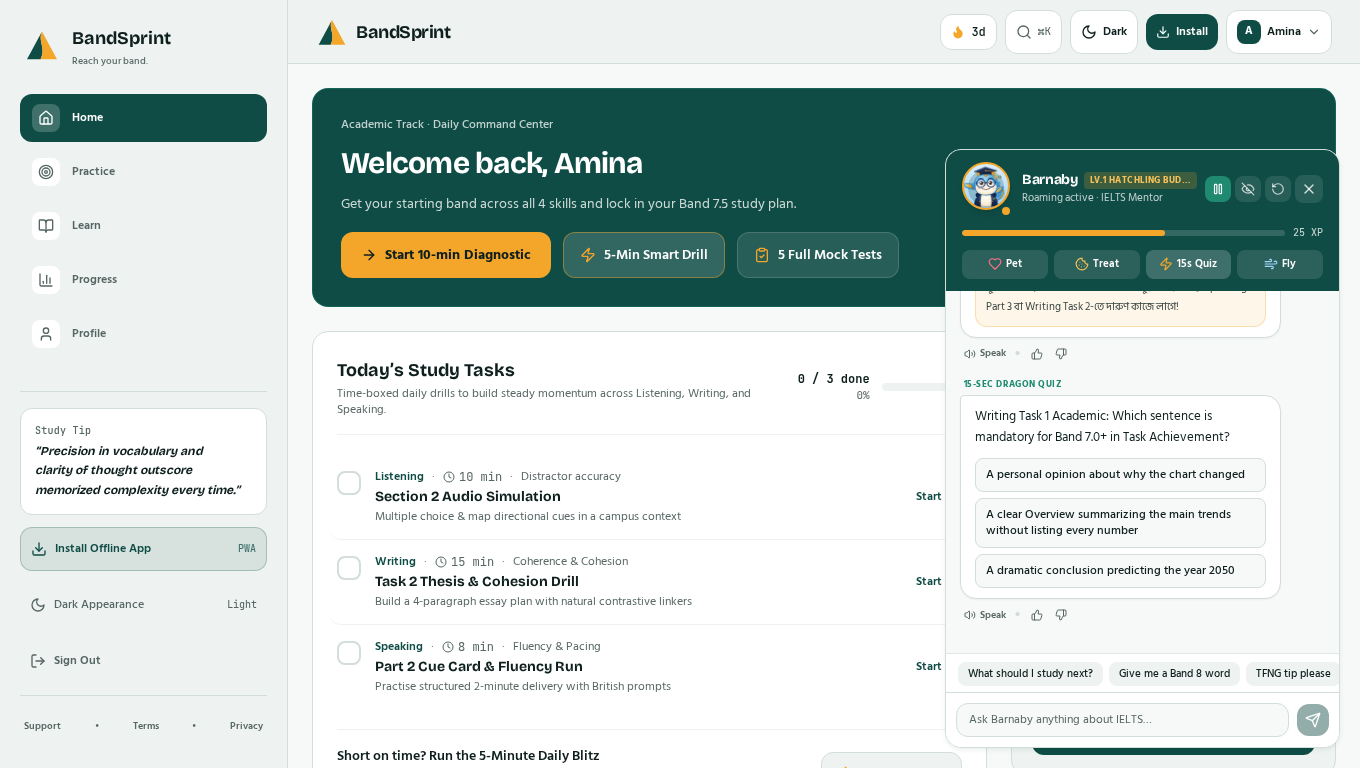 BandSprint
Reach your band.
Home
Practice
Learn
Progress
Profile
Study Tip
"Precision in vocabulary and
clarity of thought outscore
memorized complexity every time."
Install Offline App PWA
Dark Appearance Light
Sign Out
Support • Terms • Privacy
BandSprint
3d
⌘K
Dark
Install
A Amina
Academic Track · Daily Command Center
Welcome back, Amina
Get your starting band across all 4 skills and lock in your Band 7.5 study plan.
Start 10-min Diagnostic
5-Min Smart Drill
5 Full Mock Tests
Today's Study Tasks
Time-boxed daily drills to build steady momentum across Listening, Writing, and
Speaking.
0 / 3 done
0%
Listening · 10 min · Distractor accuracy
Section 2 Audio Simulation
Multiple choice & map directional cues in a campus context
Start
Writing · 15 min · Coherence & Cohesion
Task 2 Thesis & Cohesion Drill
Build a 4-paragraph essay plan with natural contrastive linkers
Start
Speaking · 8 min · Fluency & Pacing
Part 2 Cue Card & Fluency Run
Practise structured 2-minute delivery with British prompts
Start
Short on time? Run the 5-Minute Daily Blitz
Barnaby LV.1 HATCHLING BUD...
Roaming active · IELTS Mentor
25 XP
Pet
Treat
15s Quiz
Fly
Part 3 বা Writing Task 2-তে দারুণ কাজে লাগে!
Speak
15-SEC DRAGON QUIZ
Writing Task 1 Academic: Which sentence is
mandatory for Band 7.0+ in Task Achievement?
A personal opinion about why the chart changed
A clear Overview summarizing the main trends
without listing every number
A dramatic conclusion predicting the year 2050
Speak
What should I study next?
Give me a Band 8 word
TFNG tip please
Ask Barnaby anything about IELTS...